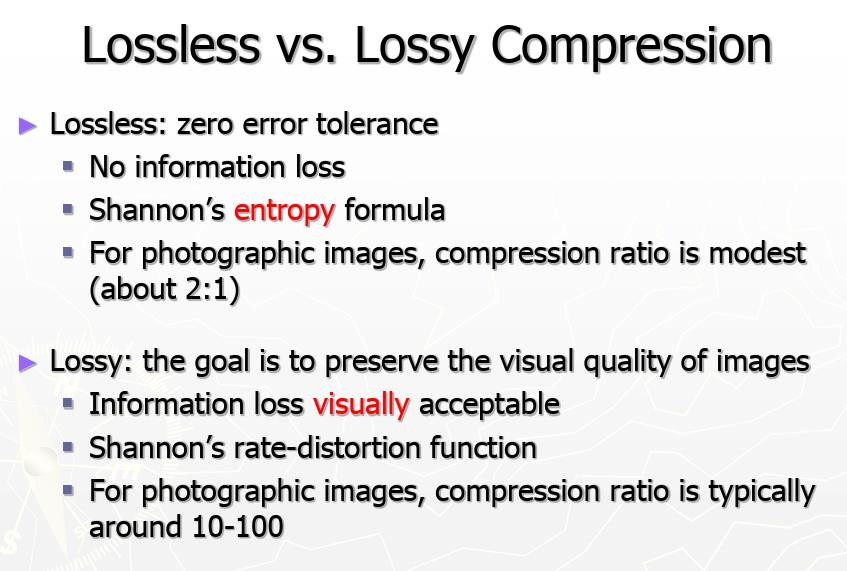 Lossless vs. Lossy Compression
► Lossless: zero error tolerance
▪ No information loss
▪ Shannon’s entropy formula
▪ For photographic images, compression ratio is modest
(about 2:1)
► Lossy: the goal is to preserve the visual quality of images
▪ Information loss visually acceptable
▪ Shannon’s rate-distortion function
▪ For photographic images, compression ratio is typically
around 10-100